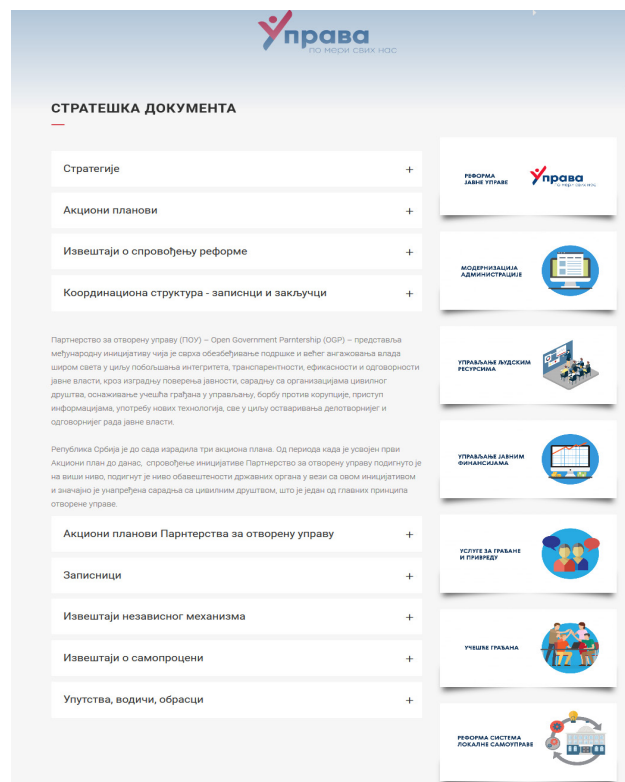 Управа
по мери свих нас
СТРАТЕШКА ДОКУМЕНТА
Стратегије +
Акциони планови +
Извештаји о спровођењу реформе +
Координациона структура - записнци и закључци +
Партнерство за отворену управу (ПОУ) – Open Government Parntership (OGP) – представља
међународну иницијативу чија је сврха обезбеђивање подршке и већег ангажовања влада
широм света у циљу побољшања интегритета, транспарентности, ефикасности и одговорности
јавне власти, кроз изградњу поверења јавности, сарадњу са организацијама цивилног
друштва, оснаживање учешћа грађана у управљању, борбу против корупције, приступ
информацијама, употребу нових технологија, све у циљу остваривања делотворнијег и
одговорнијег рада јавне власти.
Република Србија је до сада израдила три акциона плана. Од периода када је усвојен први
Акциони план до данас, спровођење иницијативе Партнерство за отворену управу подигнуто је
на виши ниво, подигнут је ниво обавештености државних органа у вези са овом иницијативом
и значајно је унапређена сарадња са цивилним друштвом, што је један од главних принципа
отворене управе.
Акциони планови Парнтерства за отворену управу +
Записници +
Извештаји независног механизма +
Извештаји о самопроцени +
Упутства, водичи, обрасци +
РЕФОРМА
ЈАВНЕ УПРАВЕ
Управа
по мери свих нас
МОДЕРНИЗАЦИЈА
АДМИНИСТРАЦИЈЕ
УПРАВЉАЊЕ ЉУДСКИМ
РЕСУРСИМА
УПРАВЉАЊЕ ЈАВНИМ
ФИНАНСИЈАМА
УСЛУГЕ ЗА ГРАЂАНЕ
И ПРИВРЕДУ
УЧЕШЋЕ ГРАЂАНА
РЕФОРМА СИСТЕМА
ЛОКАЛНЕ САМОУПРАВЕ